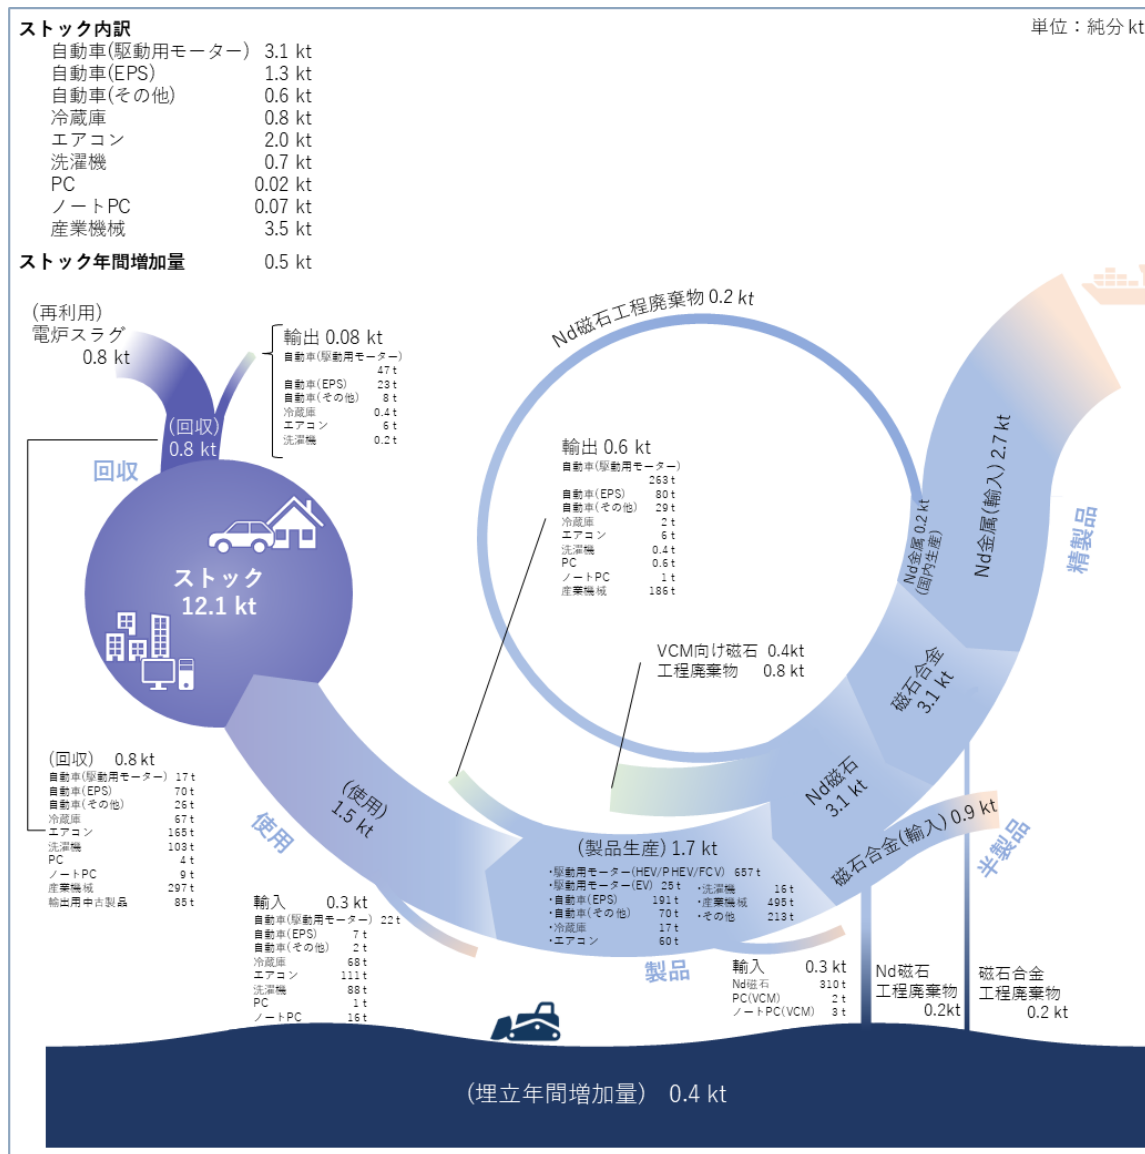 ストック内訳
自動車(駆動用モーター) 3.1 kt
自動車(EPS) 1.3 kt
自動車(その他) 0.6 kt
冷蔵庫 0.8 kt
エアコン 2.0 kt
洗濯機 0.7 kt
PC 0.02 kt
ノートPC 0.07 kt
産業機械 3.5 kt
ストック年間増加量 0.5 kt
単位：純分 kt
(再利用)
電炉スラグ
0.8 kt
(回収)
0.8 kt
回収
輸出 0.08 kt
自動車(駆動用モーター)
47 t
自動車(EPS) 23 t
自動車(その他) 8 t
冷蔵庫 0.4 t
エアコン 6 t
洗濯機 0.2 t
Nd磁石工程廃棄物 0.2 kt
輸出 0.6 kt
自動車(駆動用モーター)
263 t
自動車(EPS) 80 t
自動車(その他) 29 t
冷蔵庫 2 t
エアコン 6 t
洗濯機 0.4 t
PC 0.6 t
ノートPC 1 t
産業機械 186 t
Nd金属 0.2 kt
(国内生産)
Nd金属(輸入) 2.7 kt
精製品
ストック
12.1 kt
VCM向け磁石 0.4kt
工程廃棄物 0.8 kt
磁石合金
3.1 kt
Nd磁石
3.1 kt
磁石合金(輸入) 0.9 kt
半製品
(回収) 0.8 kt
自動車(駆動用モーター) 17 t
自動車(EPS) 70 t
自動車(その他) 26 t
冷蔵庫 67 t
エアコン 165 t
洗濯機 103 t
PC 4 t
ノートPC 9 t
産業機械 297 t
輸出用中古製品 85 t
(使用)
1.5 kt
使用
(製品生産) 1.7 kt
・駆動用モーター(HEV/PHEV/FCV) 657 t
・駆動用モーター(EV) 25 t
・自動車(EPS) 191 t
・自動車(その他) 70 t
・冷蔵庫 17 t
・エアコン 60 t
・洗濯機 16 t
・産業機械 495 t
・その他 213 t
製品
輸入 0.3 kt
自動車(駆動用モーター) 22 t
自動車(EPS) 7 t
自動車(その他) 2 t
冷蔵庫 68 t
エアコン 111 t
洗濯機 88 t
PC 1 t
ノートPC 16 t
輸入 0.3 kt
Nd磁石 310 t
PC(VCM) 2 t
ノートPC(VCM) 3 t
Nd磁石
工程廃棄物
0.2kt
磁石合金
工程廃棄物
0.2 kt
(埋立年間増加量) 0.4 kt